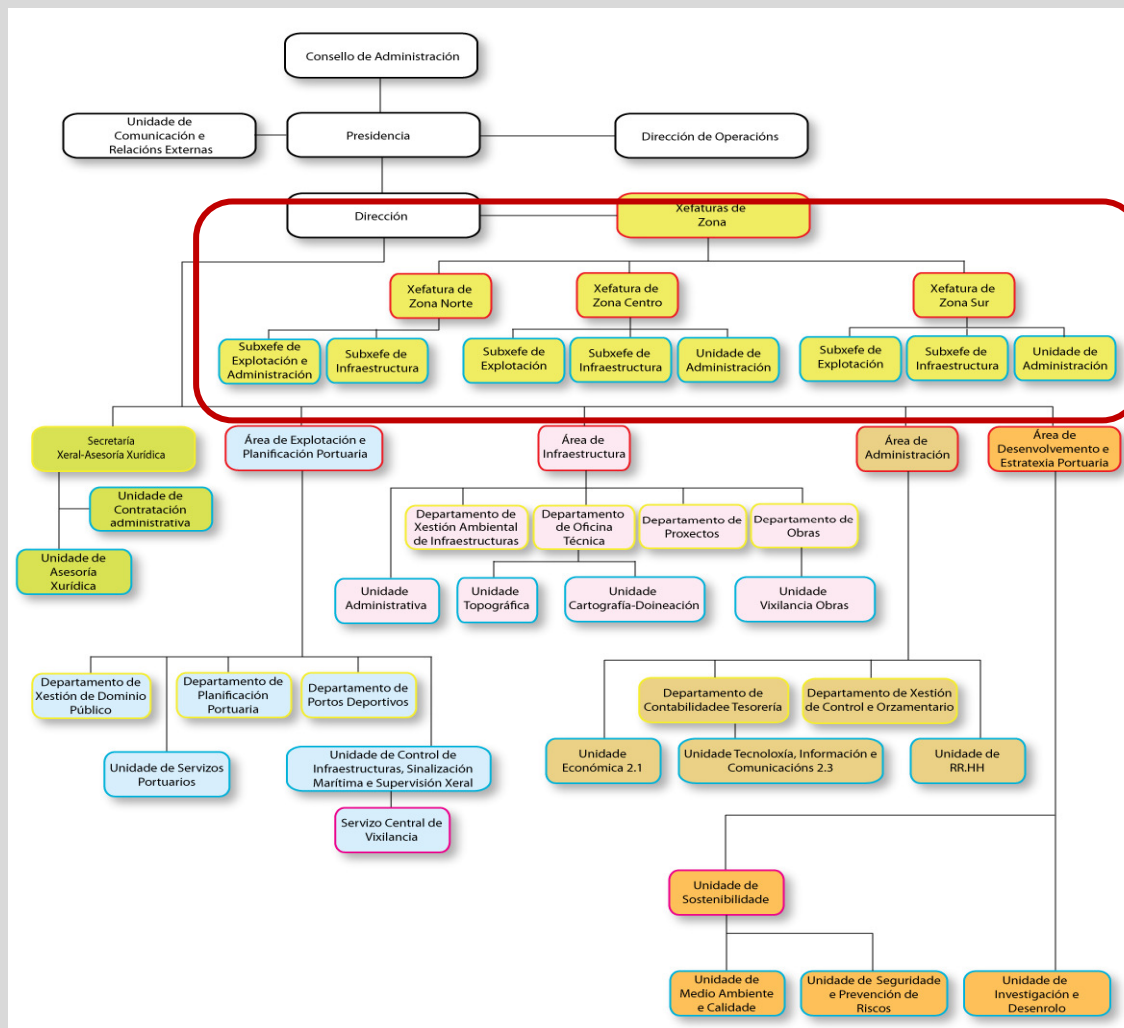 Consello de Administración
Unidade de
Comunicación e
Relacións Externas
Presidencia
Dirección de Operacións
Dirección
Xefaturas de
Zona
Xefatura de
Zona Norte
Xefatura de
Zona Centro
Xefatura de
Zona Sur
Subxefe de
Explotación e
Administración
Subxefe de
Infraestructura
Subxefe de
Explotación
Subxefe de
Infraestructura
Unidade de
Administración
Subxefe de
Explotación
Subxefe de
Infraestructura
Unidade de
Administración
Secretaría
Xeral-Asesoría Xurídica
Área de Explotación e
Planificación Portuaria
Área de
Infraestructura
Área de
Administración
Área de
Desenvolvemento e
Estratexia Portuaria
Unidade de
Contratación
administrativa
Unidade de
Asesoría
Xurídica
Departamento de
Xestión Ambiental
de Infraestructuras
Departamento
de Oficina
Técnica
Departamento de
Proxectos
Departamento de
Obras
Unidade
Administrativa
Unidade
Topográfica
Unidade
Cartografía-Doineación
Unidade
Vixilancia Obras
Departamento de
Xestión de Dominio
Público
Departamento de
Planificación
Portuaria
Departamento de
Portos Deportivos
Unidade de Servizos
Portuarios
Unidade de Control de
Infraestructuras, Sinalización
Marítima e Supervisión Xeral
Servizo Central de
Vixilancia
Departamento de
Contabilidadee Tesorería
Departamento de Xestión
de Control e Orzamentario
Unidade
Económica 2.1
Unidade Tecnoloxía, Información e
Comunicacións 2.3
Unidade de
RR.HH
Unidade de
Sostenibilidade
Unidade de
Medio Ambiente
e Calidade
Unidade de Seguridade
e Prevención de
Riscos
Unidade de
Investigación e
Desenrolo